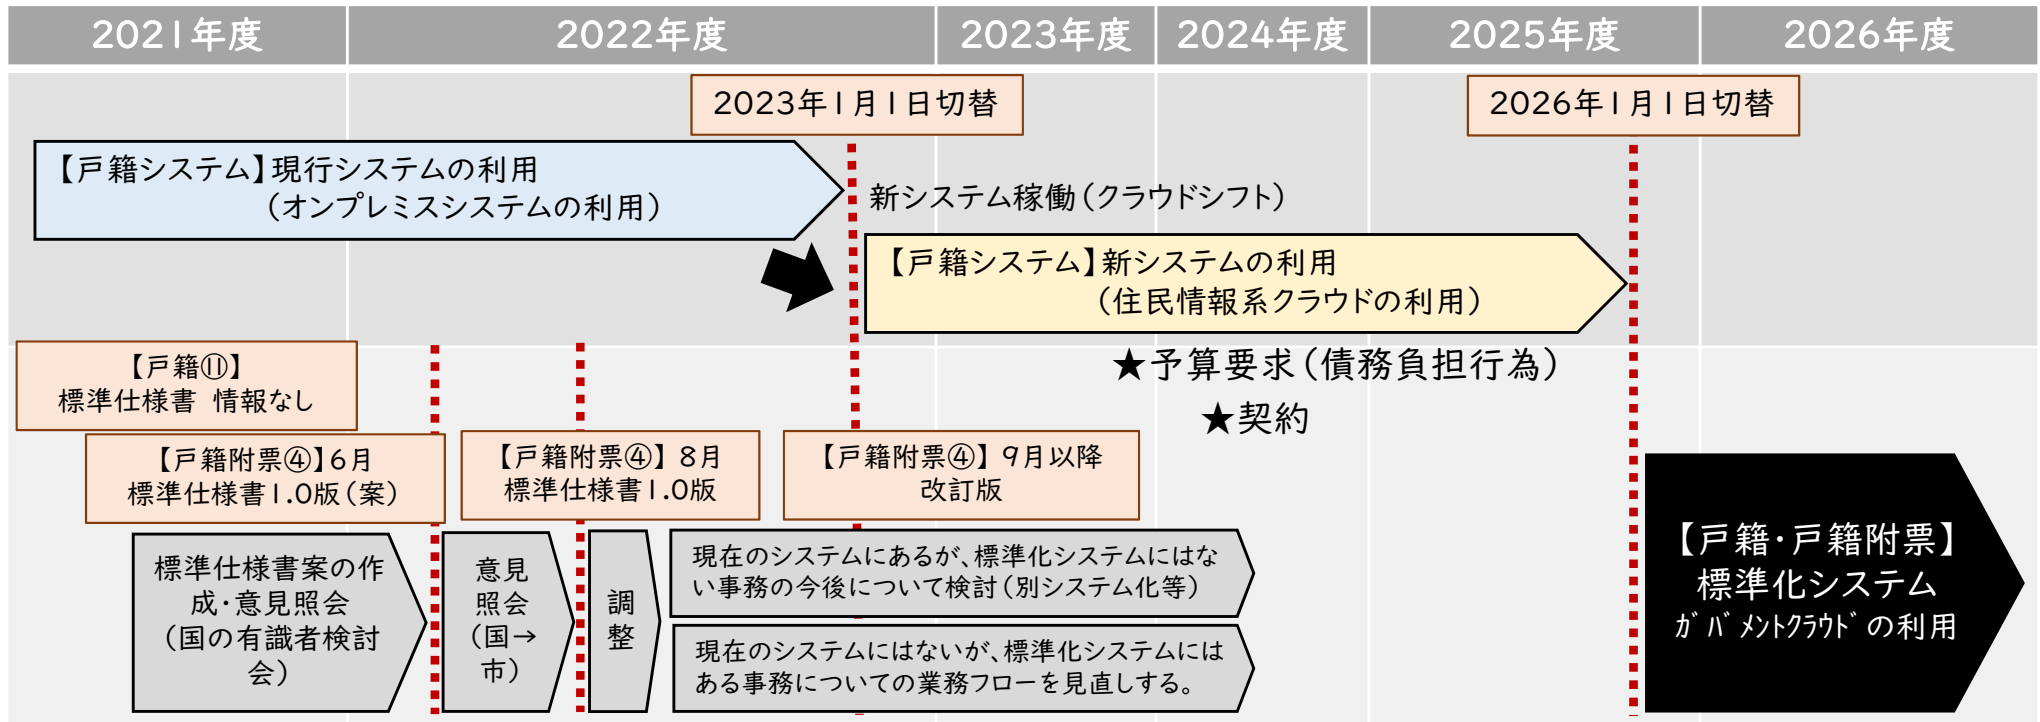 2021年度
2022年度
2023年度
2024年度
2025年度
2026年度
2023年1月1日切替
2026年1月1日切替
【戸籍システム】現行システムの利用
（オンプレミスシステムの利用）
新システム稼働（クラウドシフト）
【戸籍システム】新システムの利用
（住民情報系クラウドの利用）
★予算要求（債務負担行為）
★契約
【戸籍⑪】
標準仕様書 情報なし
【戸籍附票④】6月
標準仕様書1.0版（案）
【戸籍附票④】 8月
標準仕様書1.0版
【戸籍附票④】 9月以降
改訂版
標準仕様書案の作
成・意見照会
（国の有識者検討
会）
意見
照会
（国→
市）
調
整
現在のシステムにあるが、標準化システムにはな
い事務の今後について検討（別システム化等）
現在のシステムにはないが、標準化システムには
ある事務についての業務フローを見直しする。
【戸籍・戸籍附票】
標準化システム
ｶﾞﾊﾞﾒﾝﾄｸﾗｳﾄﾞの利用